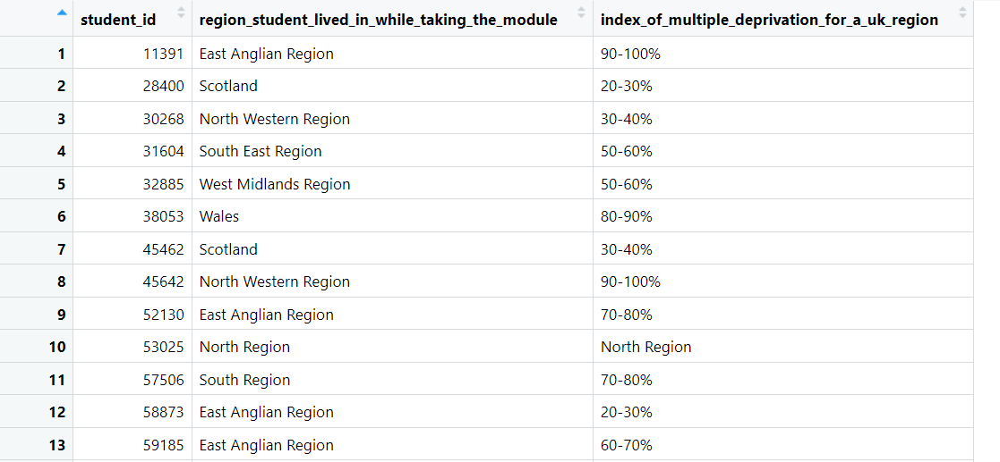 student_id region_student_lived_in_while_taking_the_module index_of_multiple_deprivation_for_a_uk_region
1 11391 East Anglian Region 90-100%
2 28400 Scotland 20-30%
3 30268 North Western Region 30-40%
4 31604 South East Region 50-60%
5 32885 West Midlands Region 50-60%
6 38053 Wales 80-90%
7 45462 Scotland 30-40%
8 45642 North Western Region 90-100%
9 52130 East Anglian Region 70-80%
10 53025 North Region North Region
11 57506 South Region 70-80%
12 58873 East Anglian Region 20-30%
13 59185 East Anglian Region 60-70%